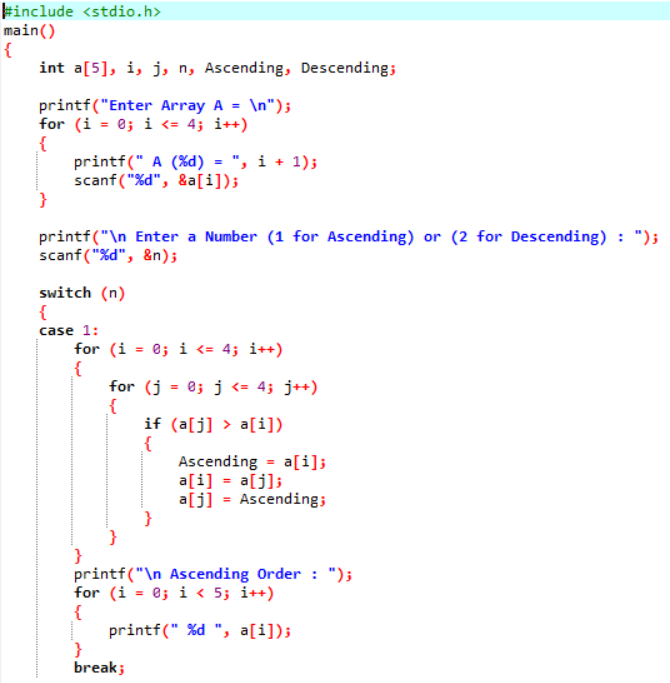 #include <stdio.h>
main()
{
int a[5], i, j, n, Ascending, Descending;
printf("Enter Array A = \n");
for (i = 0; i <= 4; i++)
{
printf(" A (%d) = ", i + 1);
scanf("%d", &a[i]);
}
printf("\n Enter a Number (1 for Ascending) or (2 for Descending) : ");
scanf("%d", &n);
switch (n)
{
case 1:
for (i = 0; i <= 4; i++)
{
for (j = 0; j <= 4; j++)
{
if (a[j] > a[i])
{
Ascending = a[i];
a[i] = a[j];
a[j] = Ascending;
}
}
}
printf("\n Ascending Order : ");
for (i = 0; i < 5; i++)
{
printf(" %d ", a[i]);
}
break;